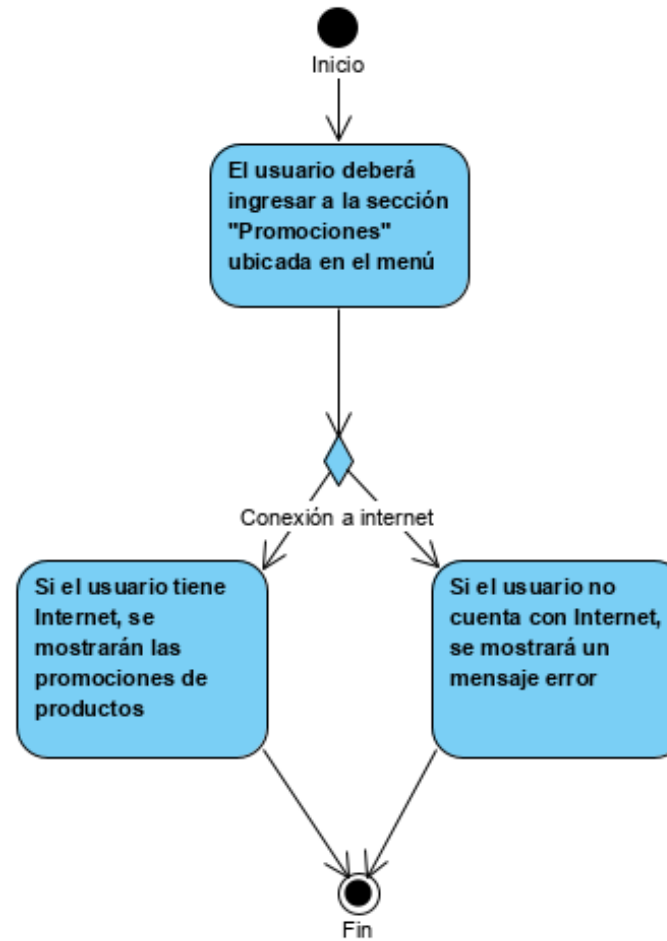 Inicio
El usuario deberá
ingresar a la sección
"Promociones"
ubicada en el menú
Conexión a internet
Si el usuario tiene
Internet, se
mostrarán las
promociones de
productos
Si el usuario no
cuenta con Internet,
se mostrará un
mensaje error
Fin